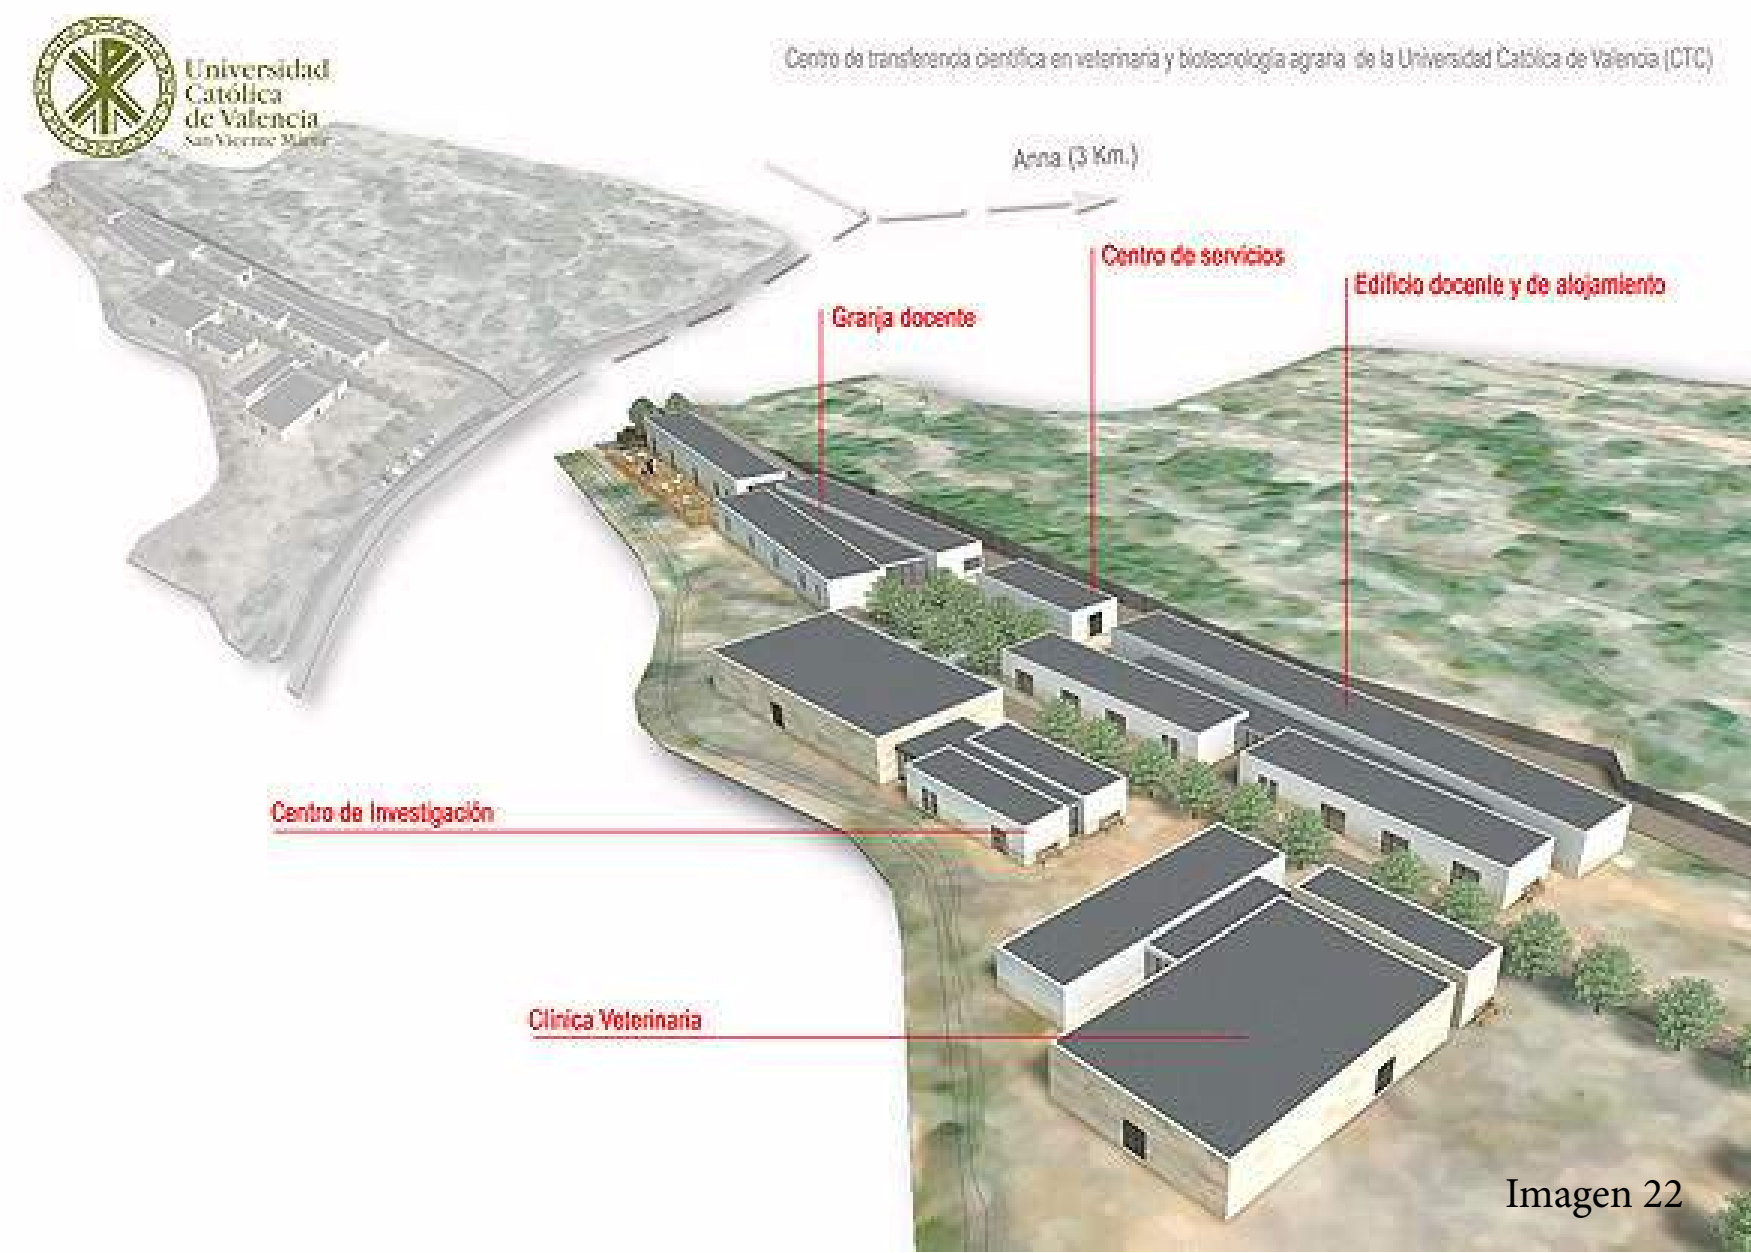 Universidad
Católica
de Valencia
San Vicente Mártir
Centro de transferencia científica en veterinaria y biotecnología agraria de la Universidad Católica de Valencia (CTC)
Anna (3 Km.)
Centro de servicios
Edificio docente y de alojamiento
Granja docente
Centro de Investigación
Clínica Veterinaria
Imagen 22